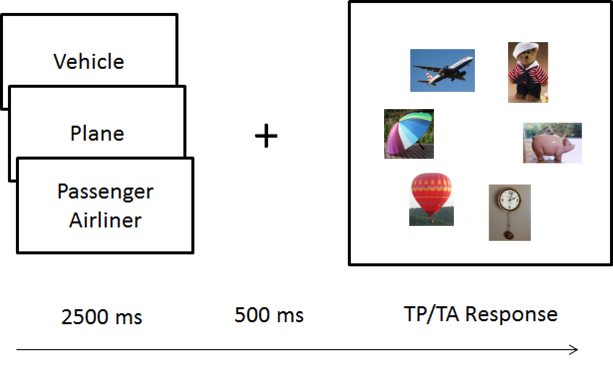 Vehicle
Plane
Passenger
Airliner
+
2500 ms
500 ms
TP/TA Response